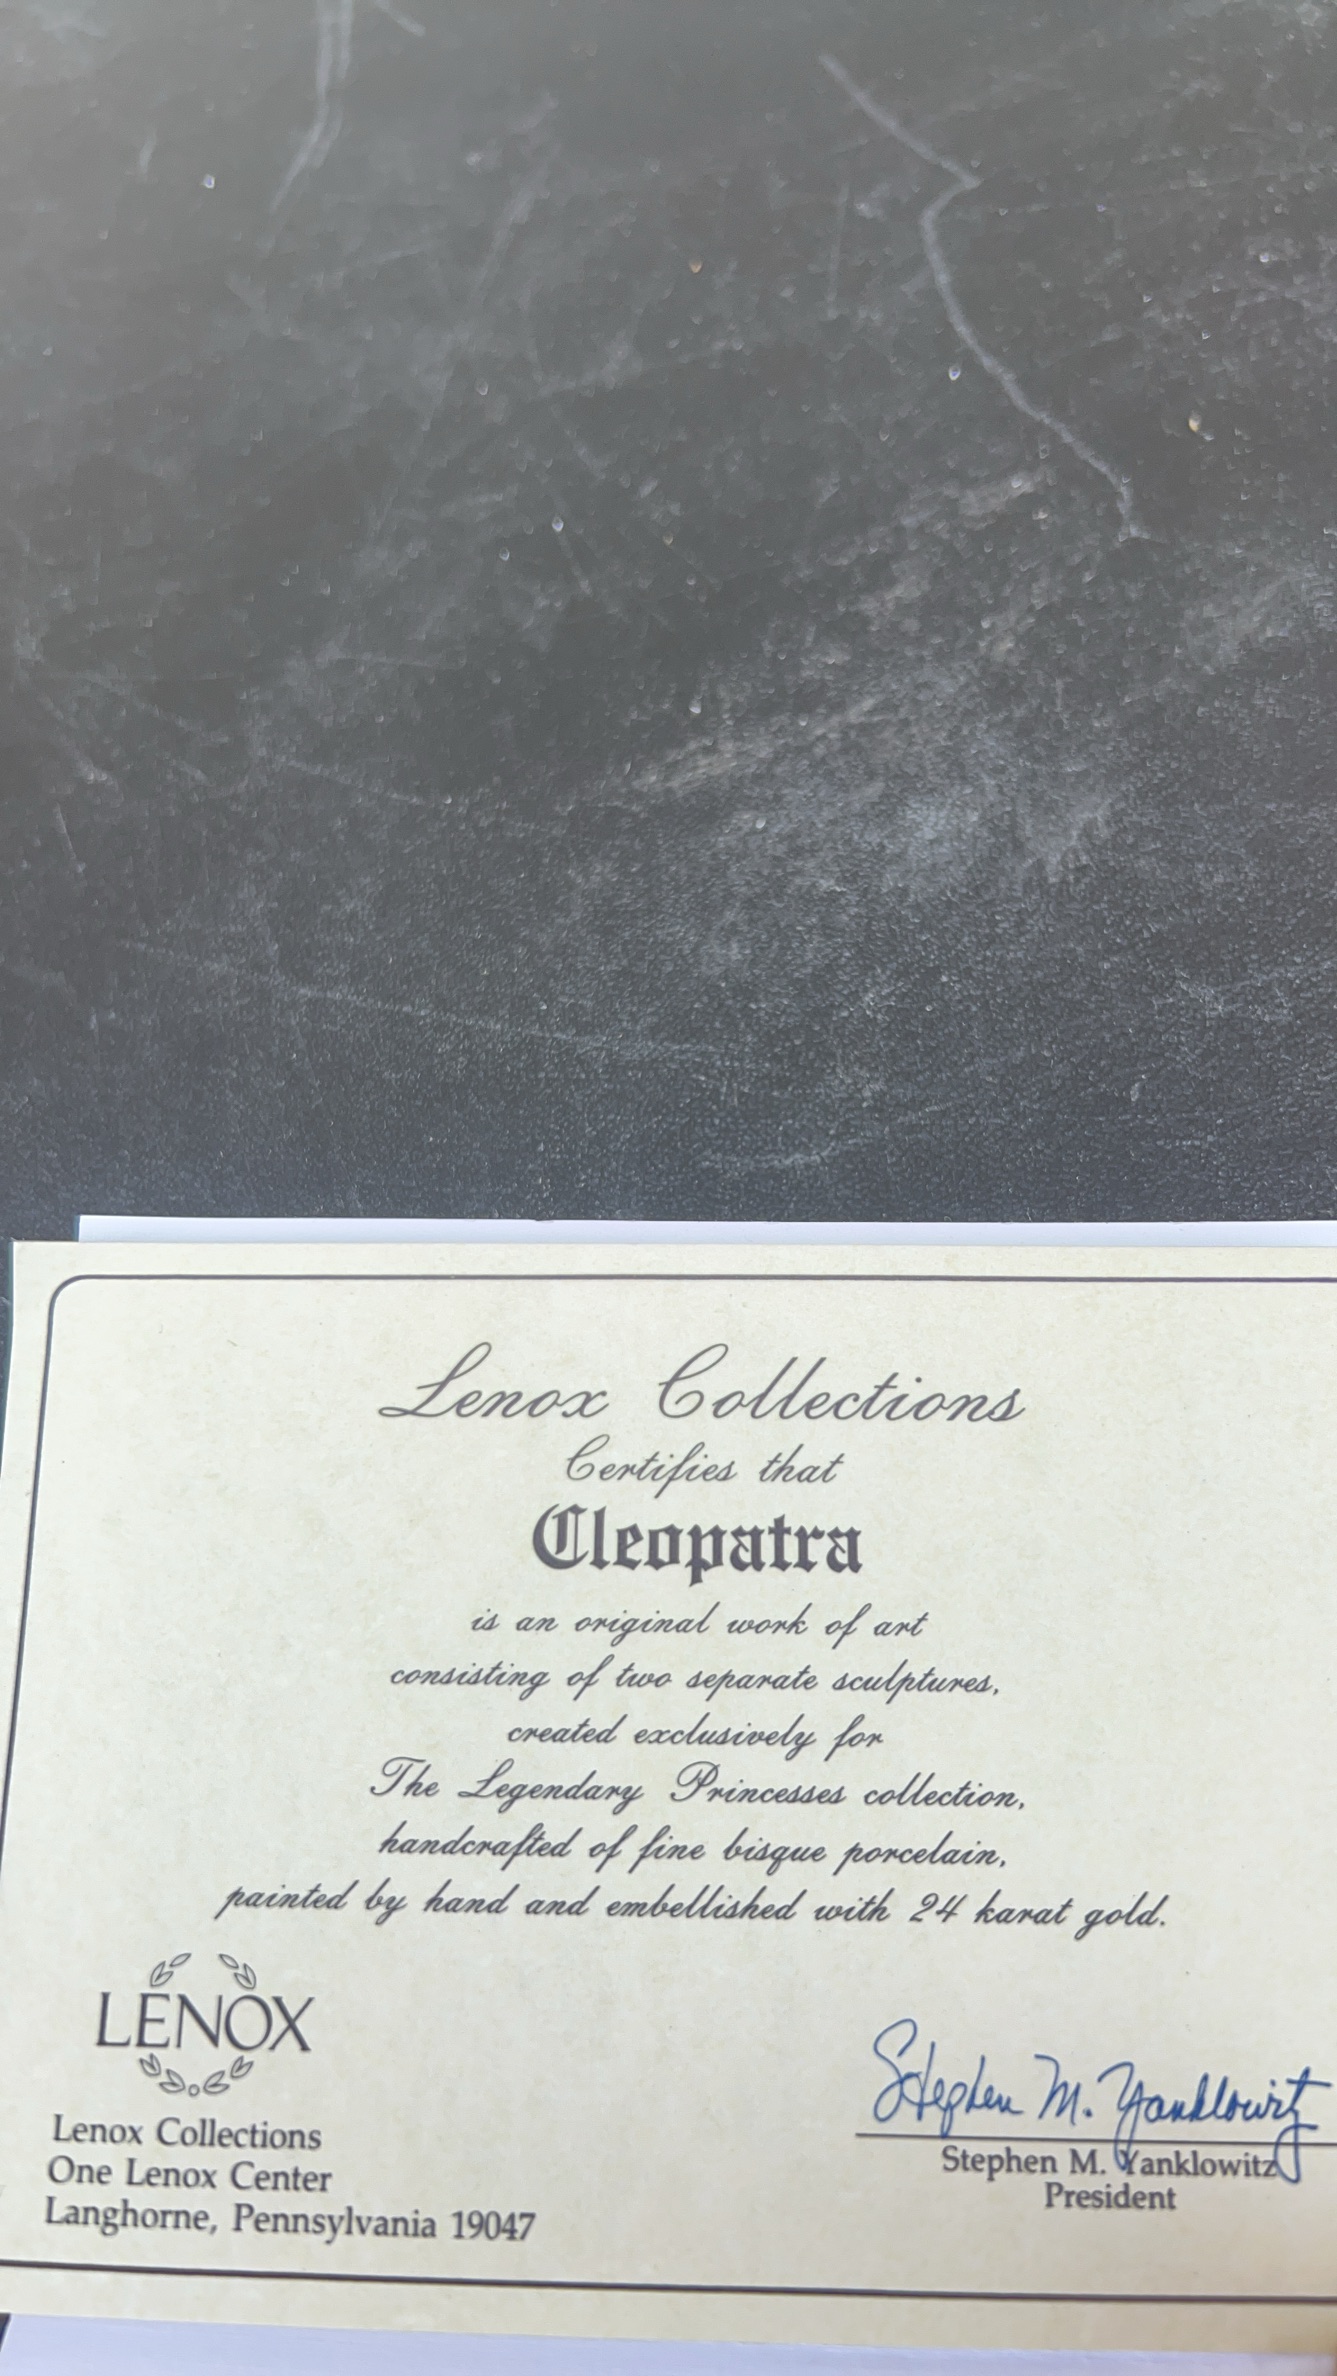 Lenox Collections
Certifies that
Cleopatra
is an original work of art
consisting of two separate sculptures,
created exclusively for
The Legendary Princesses collection,
handcrafted of fine bisque porcelain,
painted by hand and embellished with 24 karat gold.
LENOX
Lenox Collections
One Lenox Center
Langhorne, Pennsylvania 19047
Stephen M. Yanklowitz
Stephen M. Yanklowitz
President